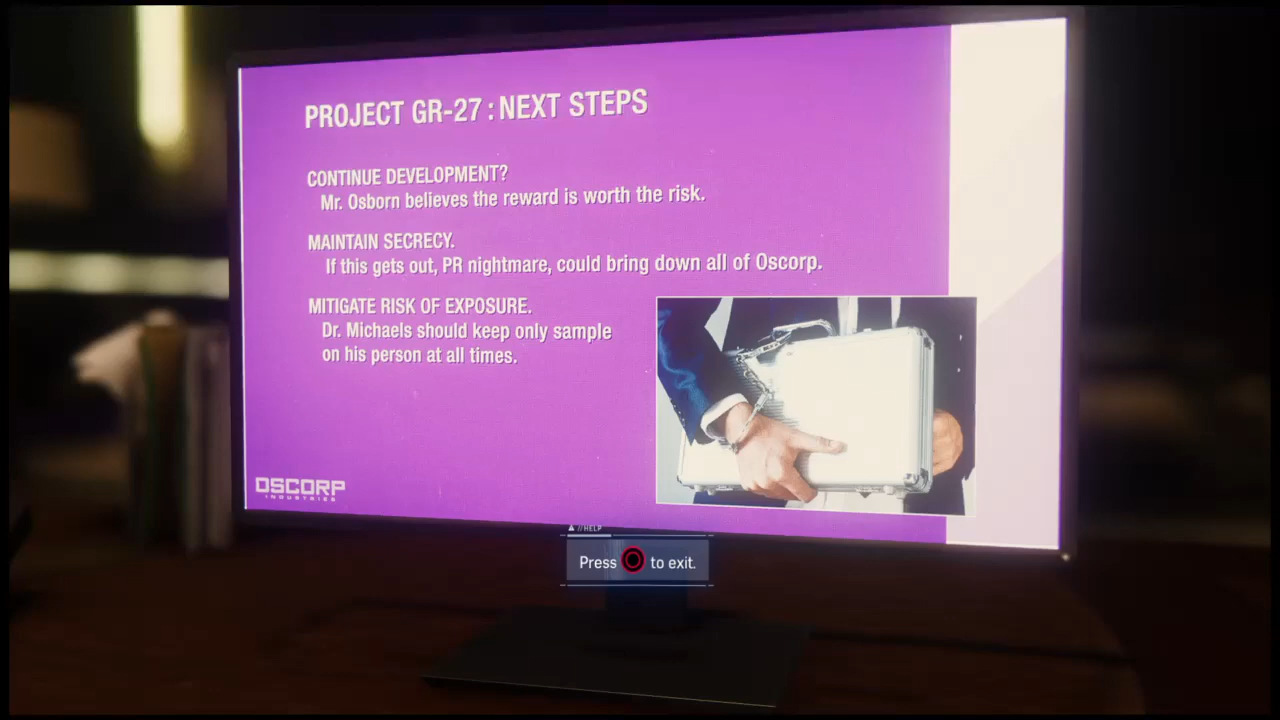 PROJECT GR-27 : NEXT STEPS
CONTINUE DEVELOPMENT?
Mr. Osborn believes the reward is worth the risk.
MAINTAIN SECRECY.
If this gets out, PR nightmare, could bring down all of Oscorp.
MITIGATE RISK OF EXPOSURE.
Dr. Michaels should keep only sample
on his person at all times.
OSCORP
INDUSTRIES
//HELP
Press to exit.